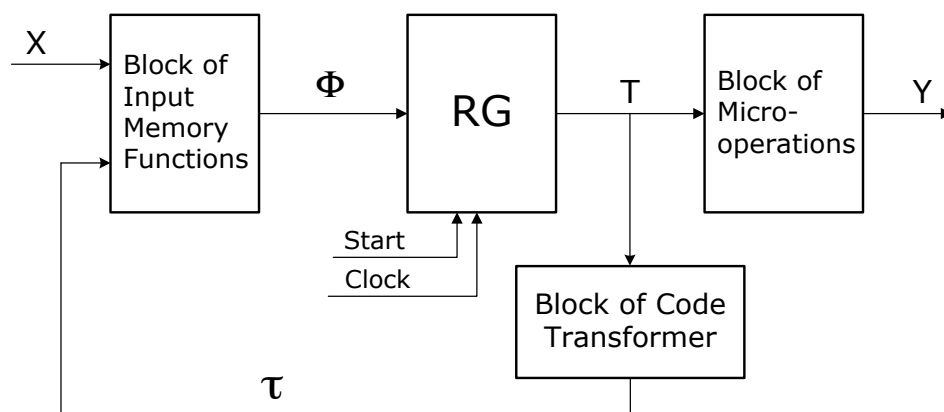 X
Block of
Input
Memory
Functions
Φ
RG
T
Block of
Micro-
operations
Y
Start
Clock
Block of Code
Transformer
τ